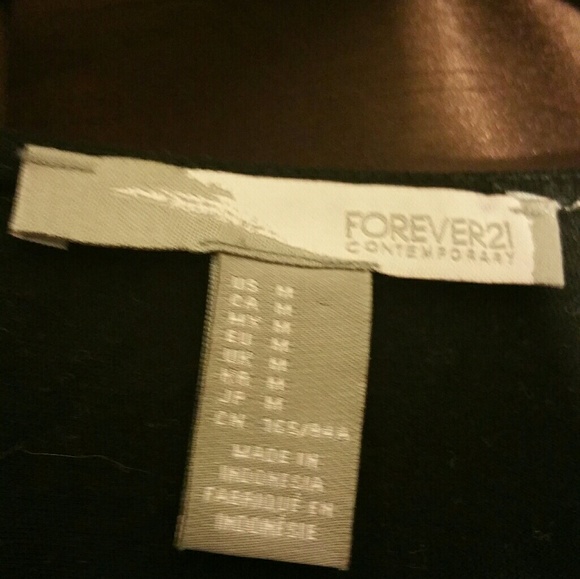 FOREVER21
CONTEMPORARY
US M
CA M
MX M
EU M
UK M
KR M
JP M
CN 165/84A
MADE IN
INDONESIA
FABRIQUÉ EN
INDONÉSIE